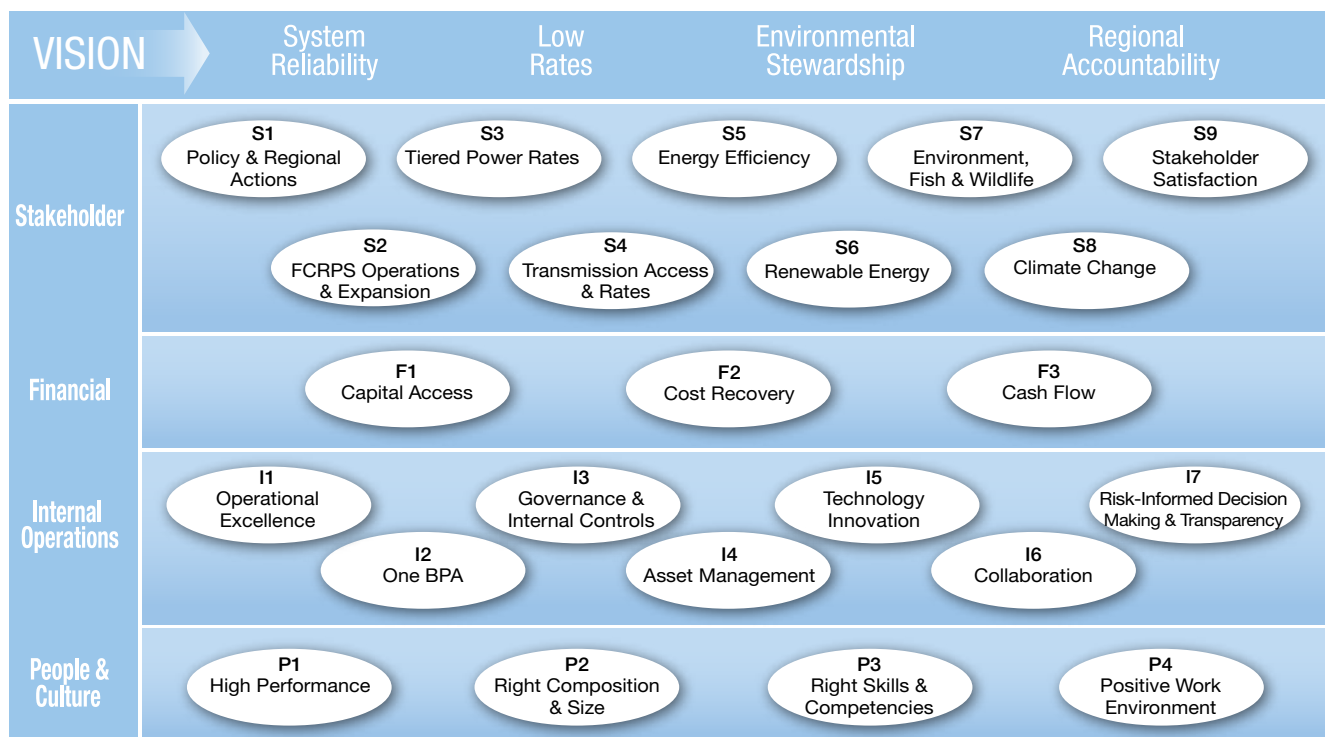 VISION
System
Reliability
Low
Rates
Environmental
Stewardship
Regional
Accountability
Stakeholder
S1
Policy & Regional
Actions
S3
Tiered Power Rates
S5
Energy Efficiency
S7
Environment,
Fish & Wildlife
S9
Stakeholder
Satisfaction
S2
FCRPS Operations
& Expansion
S4
Transmission Access
& Rates
S6
Renewable Energy
S8
Climate Change
Financial
F1
Capital Access
F2
Cost Recovery
F3
Cash Flow
Internal
Operations
I1
Operational
Excellence
I3
Governance &
Internal Controls
I5
Technology
Innovation
I7
Risk-Informed Decision
Making & Transparency
I2
One BPA
I4
Asset Management
I6
Collaboration
People &
Culture
P1
High Performance
P2
Right Composition
& Size
P3
Right Skills &
Competencies
P4
Positive Work
Environment